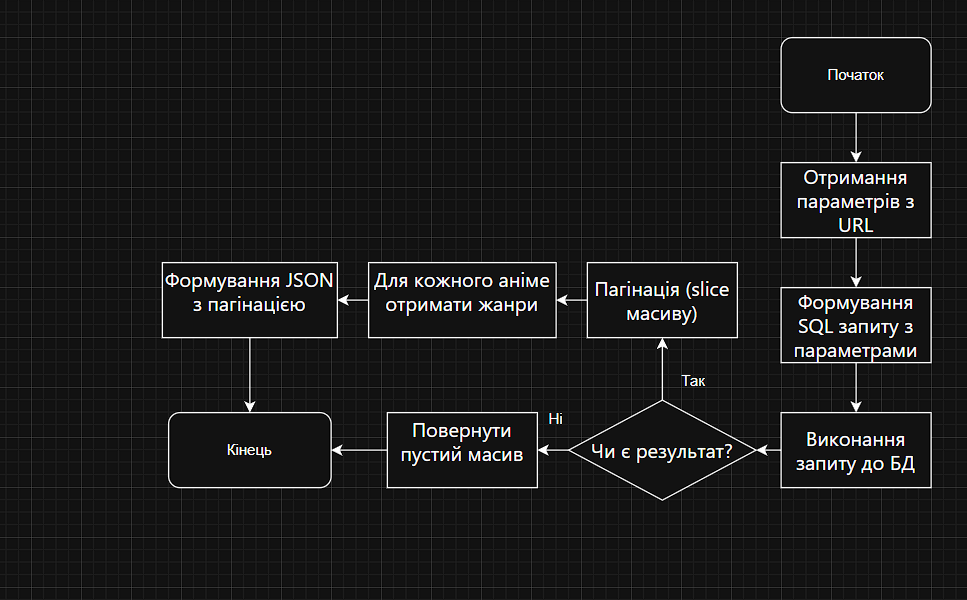 Початок
Отримання
параметрів з
URL
Формування
SQL запиту з
параметрами
Виконання
запиту до БД
Чи є результат?
Так
Пагінація (slice
масиву)
Для кожного аніме
отримати жанри
Формування JSON
з пагінацією
Ні
Повернути
пустий масив
Кінець